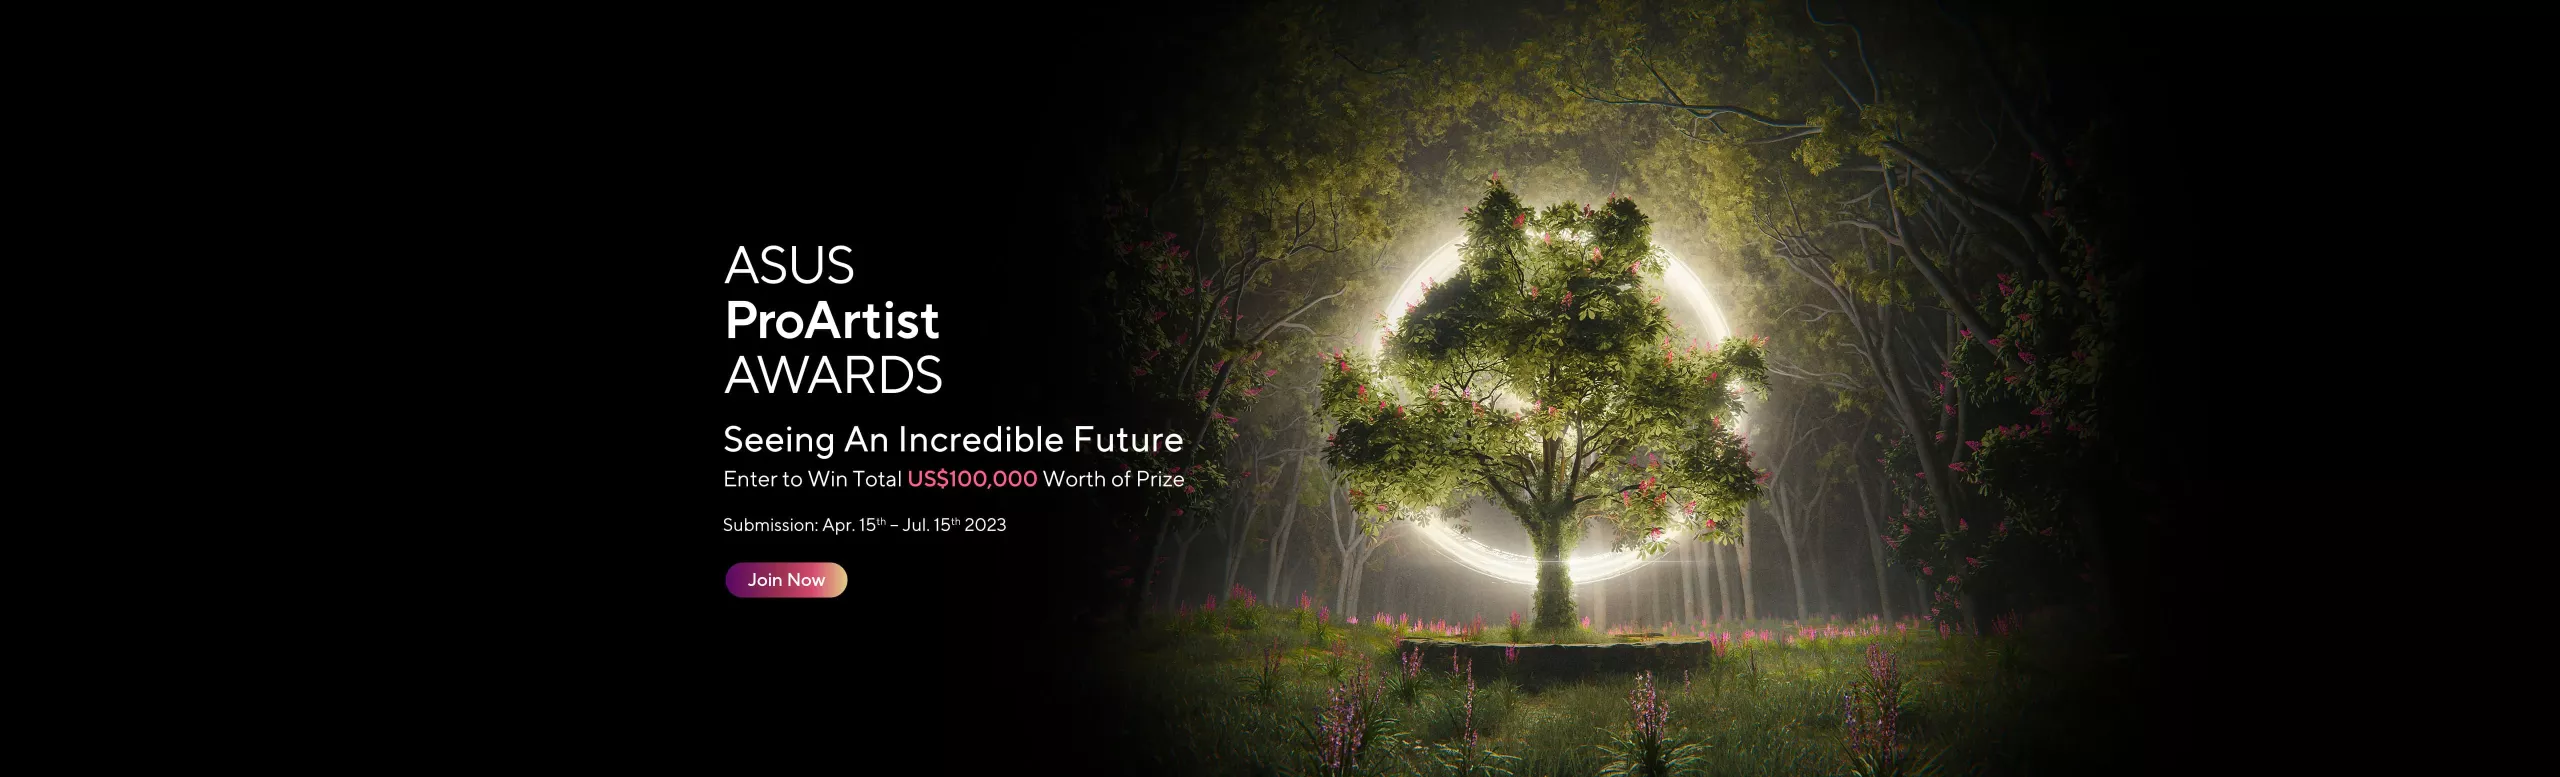 ASUS
ProArtist
AWARDS
Seeing An Incredible Future
Enter to Win Total US$100,000 Worth of Prize
Submission: Apr. 15th – Jul. 15th 2023
Join Now